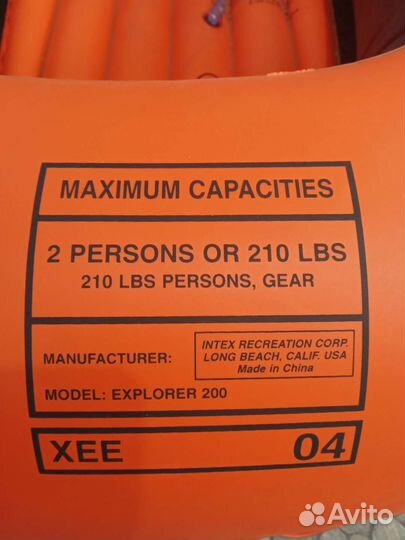 MAXIMUM CAPACITIES
2 PERSONS OR 210 LBS
210 LBS PERSONS, GEAR
MANUFACTURER:
INTEX RECREATION CORP.
LONG BEACH, CALIF. USA
Made in China
MODEL: EXPLORER 200
XEE 04
Avito